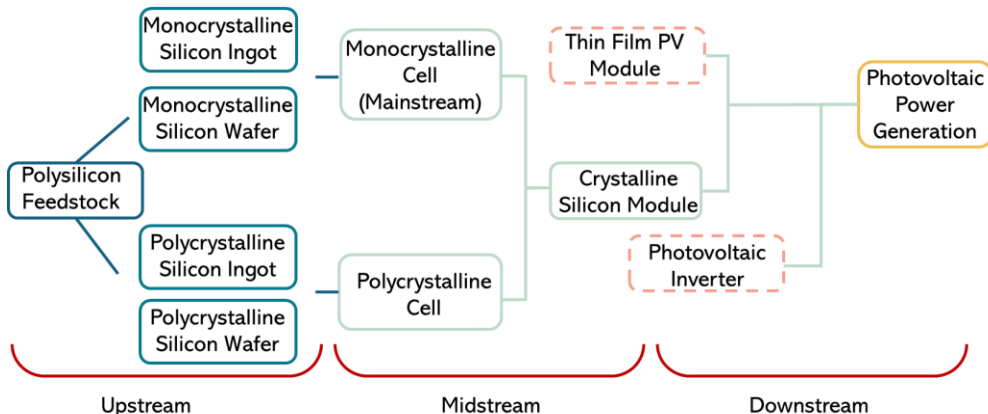 Monocrystalline
Silicon Ingot
Monocrystalline
Silicon Wafer
Polysilicon
Feedstock
Polycrystalline
Silicon Ingot
Polycrystalline
Silicon Wafer
Monocrystalline
Cell
(Mainstream)
Polycrystalline
Cell
Thin Film PV
Module
Crystalline
Silicon Module
Photovoltaic
Inverter
Photovoltaic
Power
Generation
Upstream
Midstream
Downstream